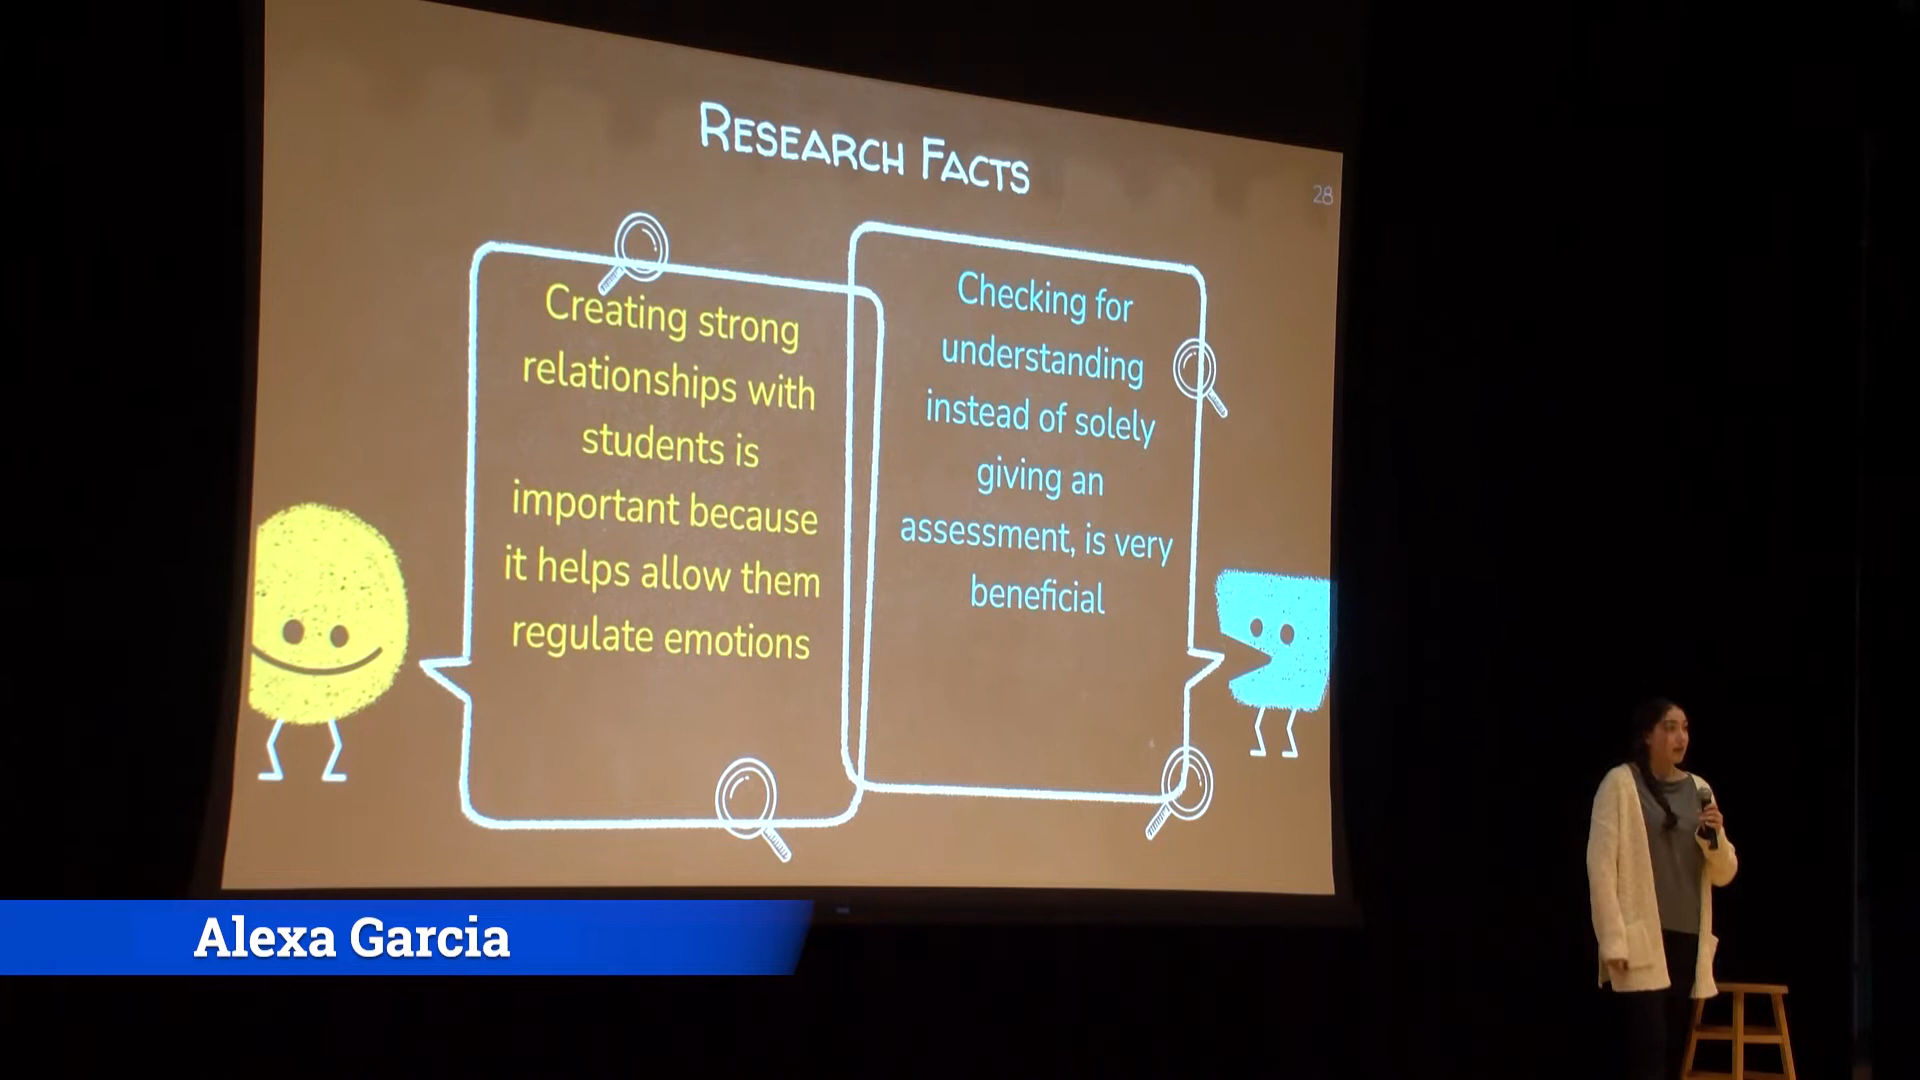 RESEARCH FACTS
28
Creating strong
relationships with
students is
important because
it helps allow them
regulate emotions
Checking for
understanding
instead of solely
giving an
assessment, is very
beneficial
Alexa Garcia